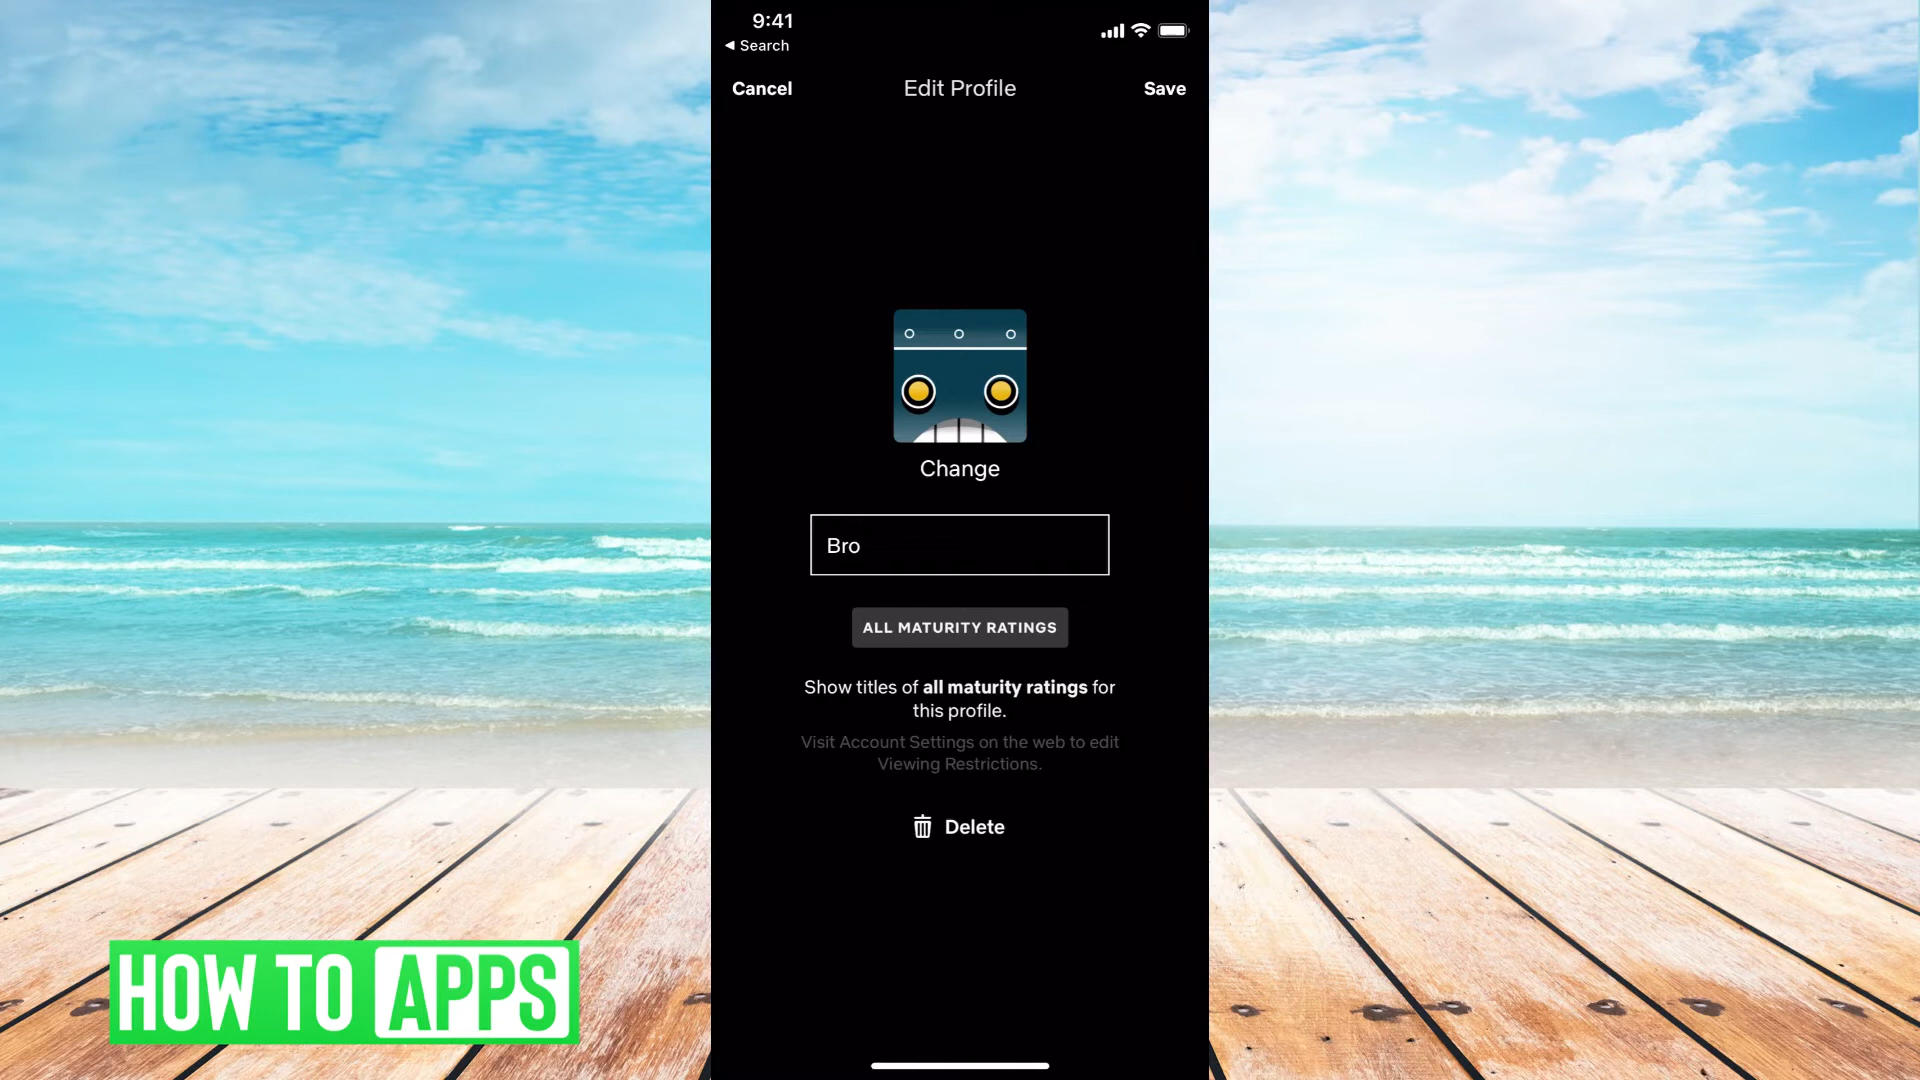 9:41
◀ Search
Cancel
Edit Profile
Save
Change
Bro
ALL MATURITY RATINGS
Show titles of all maturity ratings for
this profile.
Visit Account Settings on the web to edit
Viewing Restrictions.
Delete
HOW TO APPS